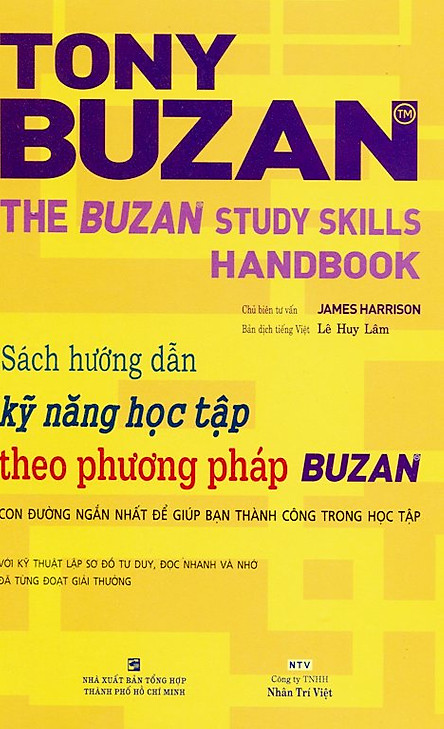 TONY
BUZAN™
THE BUZAN® STUDY SKILLS
HANDBOOK
Chủ biên tư vấn JAMES HARRISON
Bản dịch tiếng Việt Lê Huy Lâm
Sách hướng dẫn
kỹ năng học tập
theo phương pháp BUZAN®
CON ĐƯỜNG NGẮN NHẤT ĐỂ GIÚP BẠN THÀNH CÔNG TRONG HỌC TẬP
VỚI KỸ THUẬT LẬP SƠ ĐỒ TƯ DUY, ĐỌC NHANH VÀ NHỚ
ĐÃ TỪNG ĐOẠT GIẢI THƯỞNG
NHÀ XUẤT BẢN TỔNG HỢP
THÀNH PHỐ HỒ CHÍ MINH
NTV
Công ty TNHH
Nhân Trí Việt